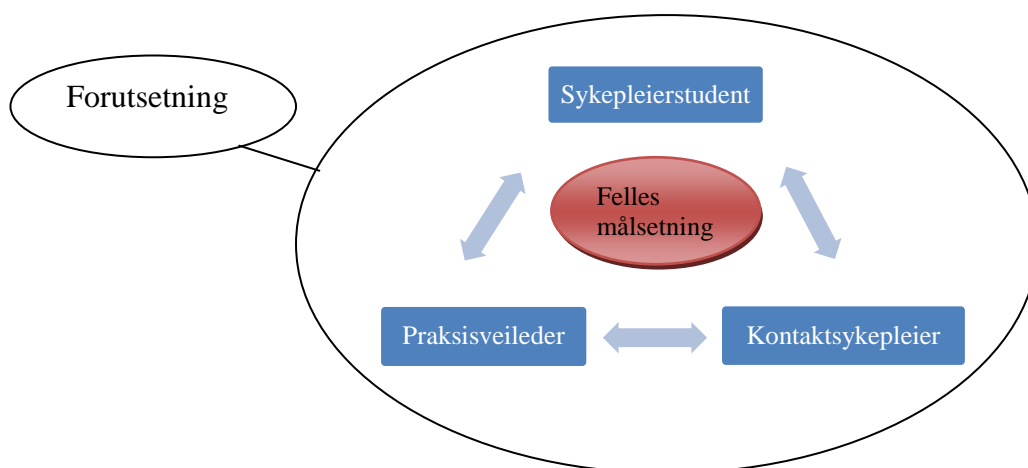 Forutsetning
Sykepleierstudent
Felles
målsetning
Praksisveileder
Kontaktsykepleier